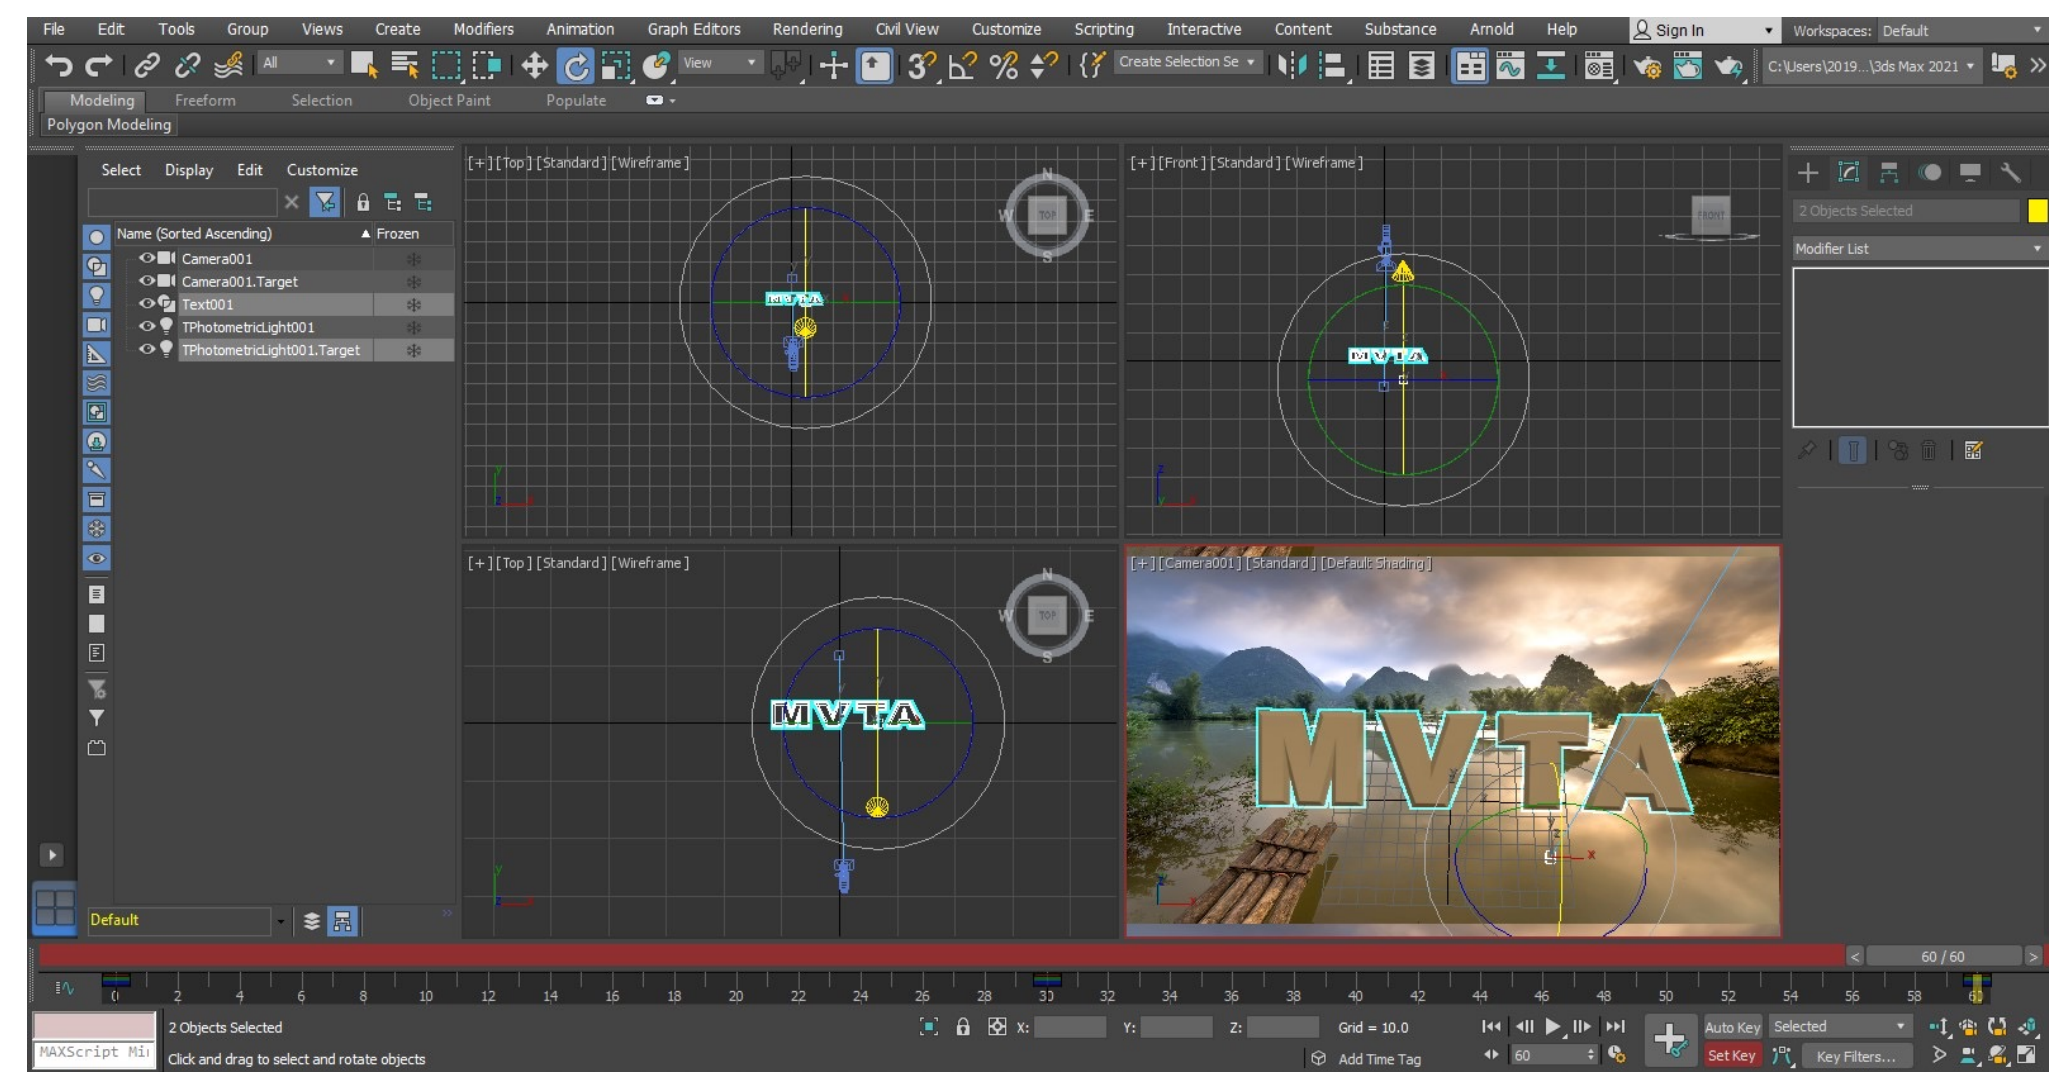 File Edit Tools Group Views Create Modifiers Animation Graph Editors Rendering Civil View Customize Scripting Interactive Content Substance Arnold Help Sign In Workspaces: Default
All View Create Selection Se C:\Users\2019...\3ds Max 2021
Modeling Freeform Selection Object Paint Populate
Polygon Modeling
Select Display Edit Customize
Name (Sorted Ascending) Frozen
Camera001
Camera001.Target
Text001
TPhotometricLight001
TPhotometricLight001.Target
Default
[+] [Top] [Standard] [Wireframe]
N
W TOP E
S
MVTA
y
z x
[+] [Front] [Standard] [Wireframe]
FRONT
MVTA
z
y x
[+] [Top] [Standard] [Wireframe]
N
W TOP E
S
MVTA
y
z x
[+] [Camera001] [Standard] [Default Shading]
MVTA
2 Objects Selected
Modifier List
< 60 / 60 >
0 2 4 6 8 10 12 14 16 18 20 22 24 26 28 30 32 34 36 38 40 42 44 46 48 50 52 54 56 58 60
2 Objects Selected X: Y: Z: Grid = 10.0 Auto Key Selected
MAXScript Mi Click and drag to select and rotate objects Add Time Tag 60 Set Key Key Filters...